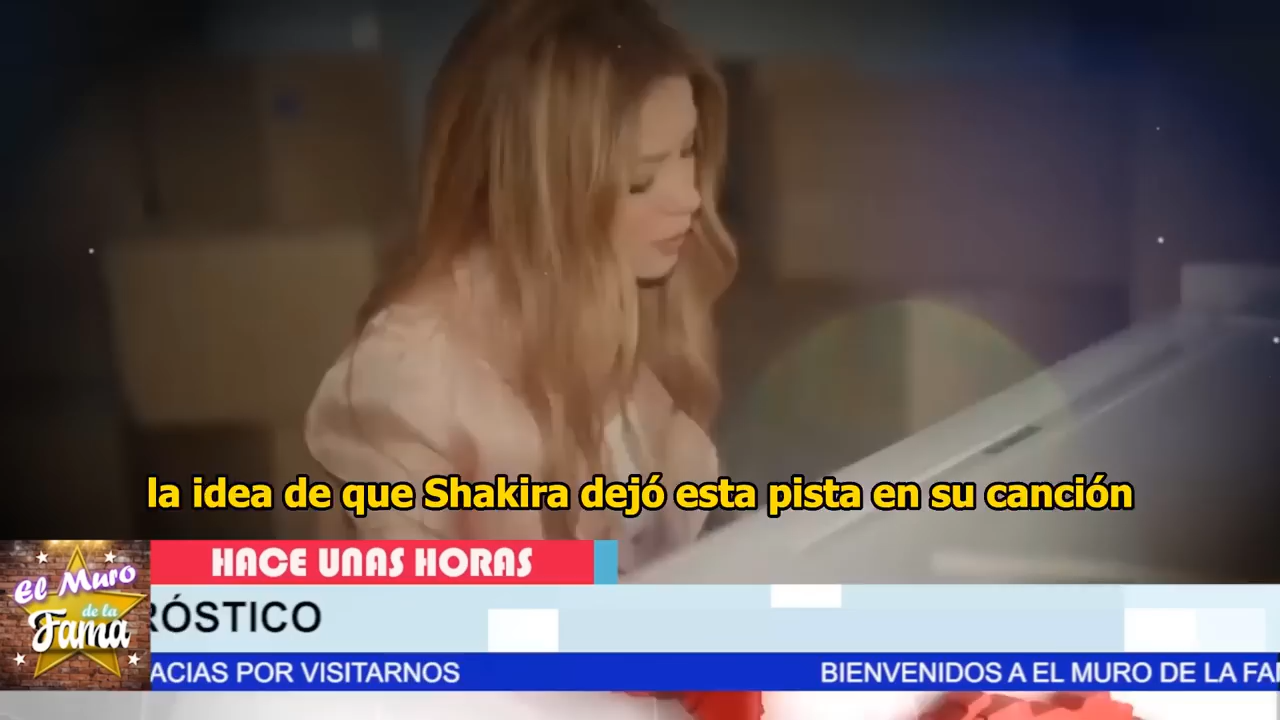 la idea de que Shakira dejó esta pista en su canción
HACE UNAS HORAS
El Muro
de la
Fama
RÓSTICO
ACIAS POR VISITARNOS
BIENVENIDOS A EL MURO DE LA FA